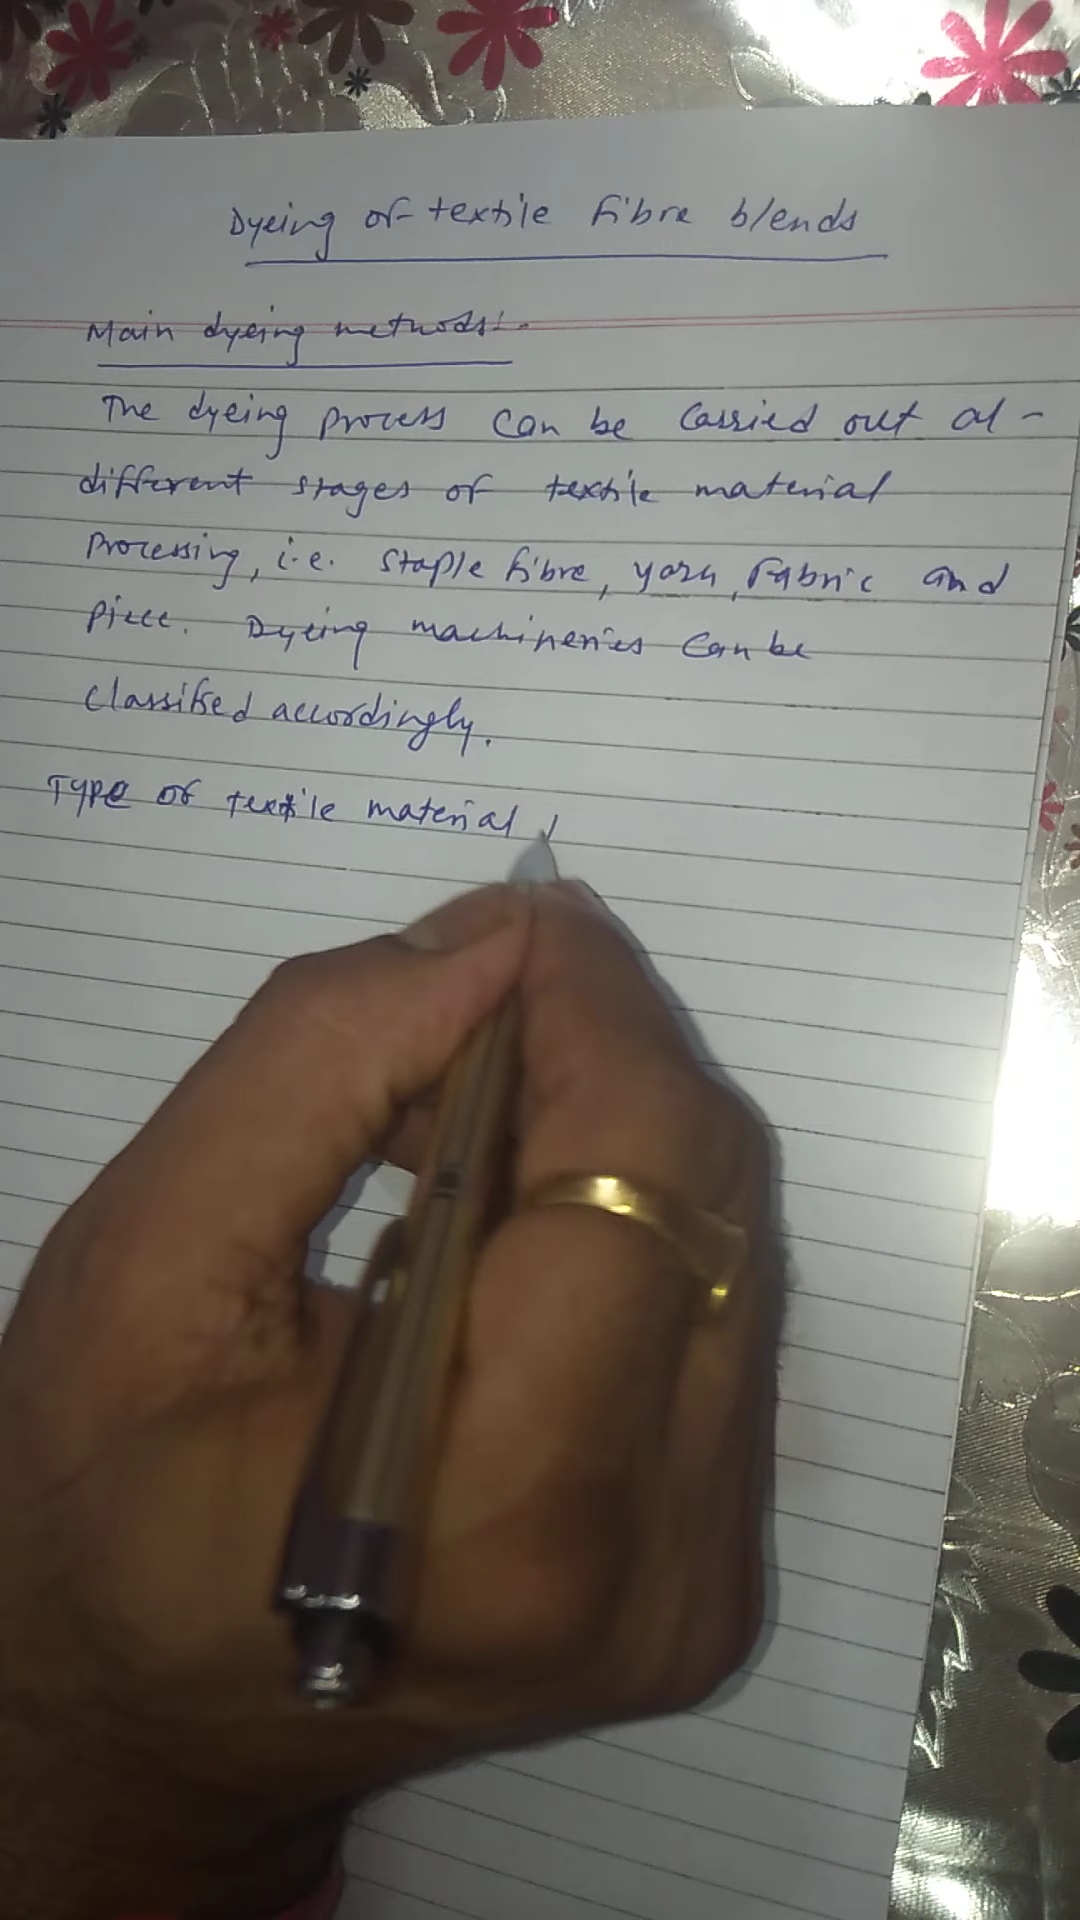 Dyeing of textile fibre blends
Main dyeing methods:-
The dyeing process can be carried out at
different stages of textile material
Processing, i.e. staple fibre, yarn, Fabric and
piece. Dyeing machineries can be
classified accordingly.
Type of textile material